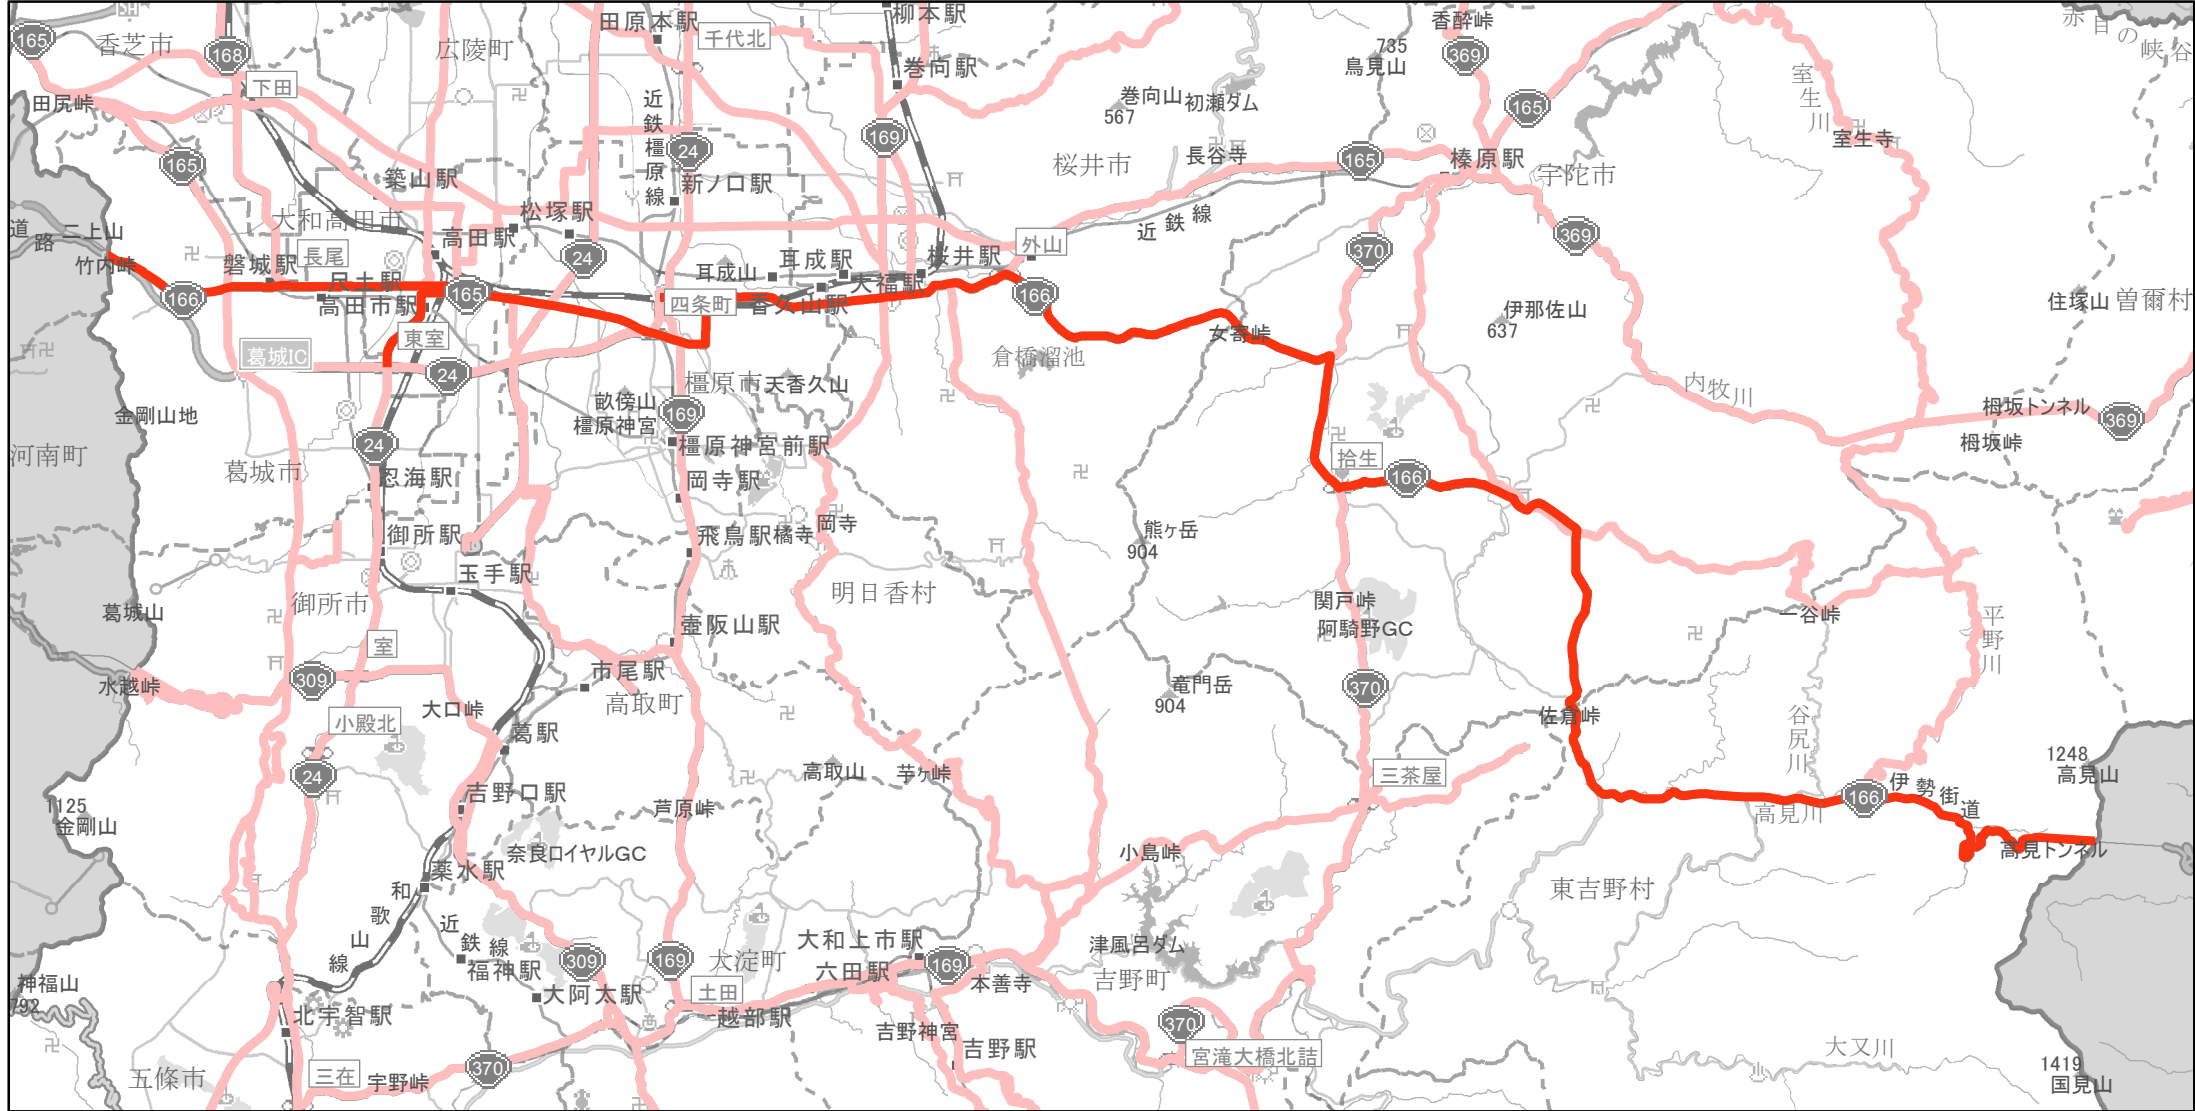 165
香芝市
168
下田
広陵町
田原本駅
千代北
柳本駅
香酔峠
369
735
鳥見山
赤目の峡谷
田尻峠
165
近鉄橿原線
24
新ノ口駅
巻向駅
169
巻向山
567
初瀬ダム
長谷寺
桜井市
165
165
榛原駅
宇陀市
室生川
室生寺
築山駅
大和高田市
松塚駅
高田駅
24
道路
二上山
竹内峠
長尾
磐城駅
尺土駅
高田市駅
166
165
耳成山
耳成駅
大福駅
桜井駅
外山
近鉄線
370
369
四条町
香久山駅
166
女寄峠
伊那佐山
637
住塚山
曽爾村
東室
葛城IC
24
倉橋溜池
橿原市
天香久山
畝傍山
橿原神宮
169
橿原神宮前駅
内牧川
栂坂トンネル
栂坂峠
369
金剛山地
河南町
葛城市
24
忍海駅
岡寺駅
拾生
166
御所駅
飛鳥駅
橘寺
岡寺
熊ヶ岳
904
玉手駅
明日香村
御所市
葛城山
室
壺阪山駅
関戸峠
阿騎野GC
一谷峠
平野川
水越峠
309
市尾駅
高取町
竜門岳
904
370
佐倉峠
谷尻川
小殿北
大口峠
葛駅
24
高取山
芋ヶ峠
三茶屋
1248
高見山
166
伊勢街道
高見川
高見トンネル
1125
金剛山
吉野口駅
芦原峠
奈良ロイヤルGC
小島峠
薬水駅
東吉野村
和歌山線
近鉄線
福神駅
309
169
大淀町
大和上市駅
六田駅
169
本善寺
津風呂ダム
吉野町
神福山
792
大阿太駅
土田
越部駅
北宇智駅
吉野神宮
吉野駅
370
宮滝大橋北詰
五條市
三在
宇野峠
370
大又川
1419
国見山